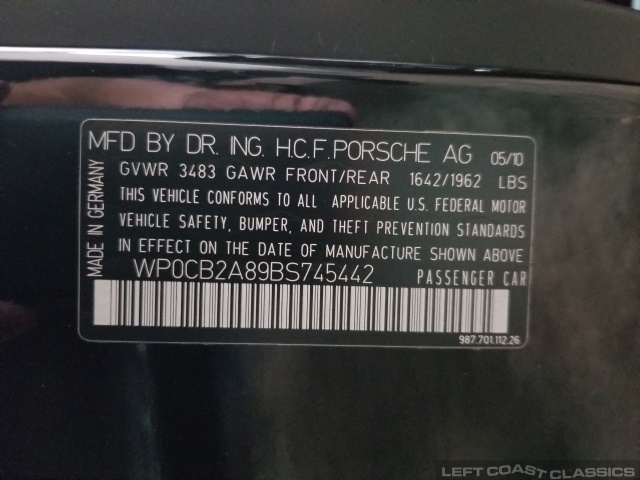 MFD BY DR. ING. H.C.F. PORSCHE AG 05/10
GVWR 3483 GAWR FRONT/REAR 1642/1962 LBS
THIS VEHICLE CONFORMS TO ALL APPLICABLE U.S. FEDERAL MOTOR
VEHICLE SAFETY, BUMPER, AND THEFT PREVENTION STANDARDS
IN EFFECT ON THE DATE OF MANUFACTURE SHOWN ABOVE
WP0CB2A89BS745442 PASSENGER CAR
MADE IN GERMANY
987.701.112.26
LEFT COAST CLASSICS